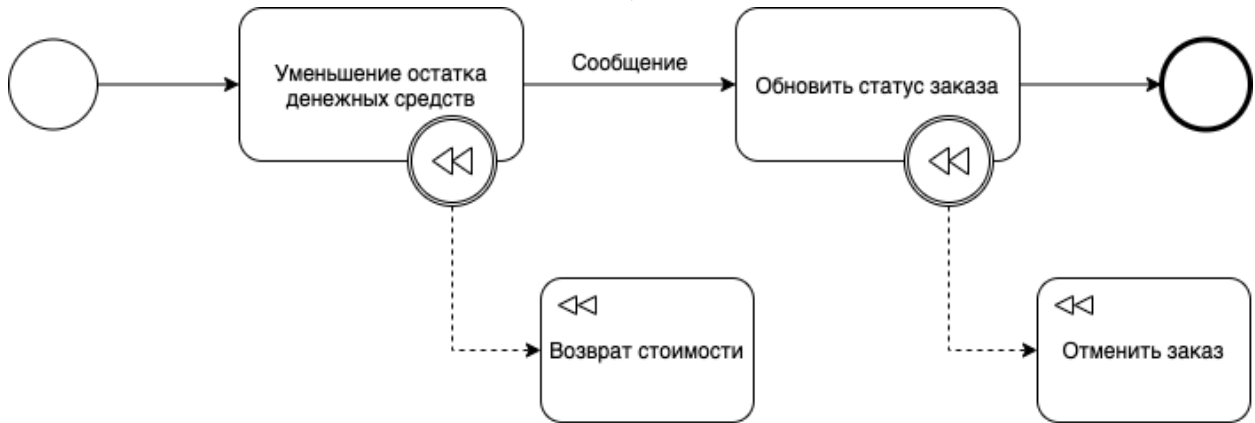 Уменьшение остатка
денежных средств
Сообщение
Обновить статус заказа
Возврат стоимости
Отменить заказ